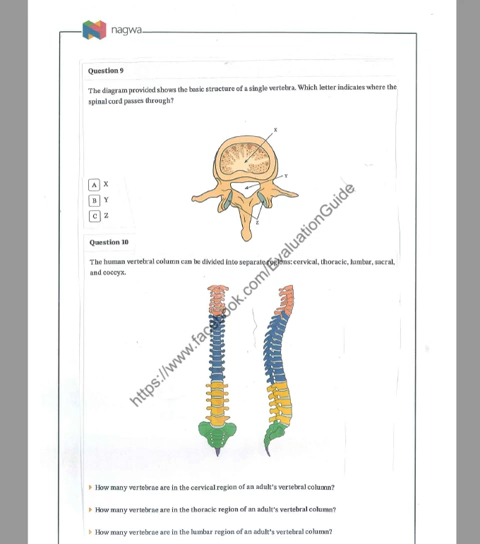 nagwa
Question 9
The diagram provided shows the basic structure of a single vertebra. Which letter indicates where the
spinal cord passes through?
X
Y
Z
A X
B Y
C Z
Question 10
The human vertebral column can be divided into separate regions: cervical, thoracic, lumbar, sacral,
and coccyx.
https://www.facebook.com/EvaluationGuide
How many vertebrae are in the cervical region of an adult's vertebral column?
How many vertebrae are in the thoracic region of an adult's vertebral column?
How many vertebrae are in the lumbar region of an adult's vertebral column?